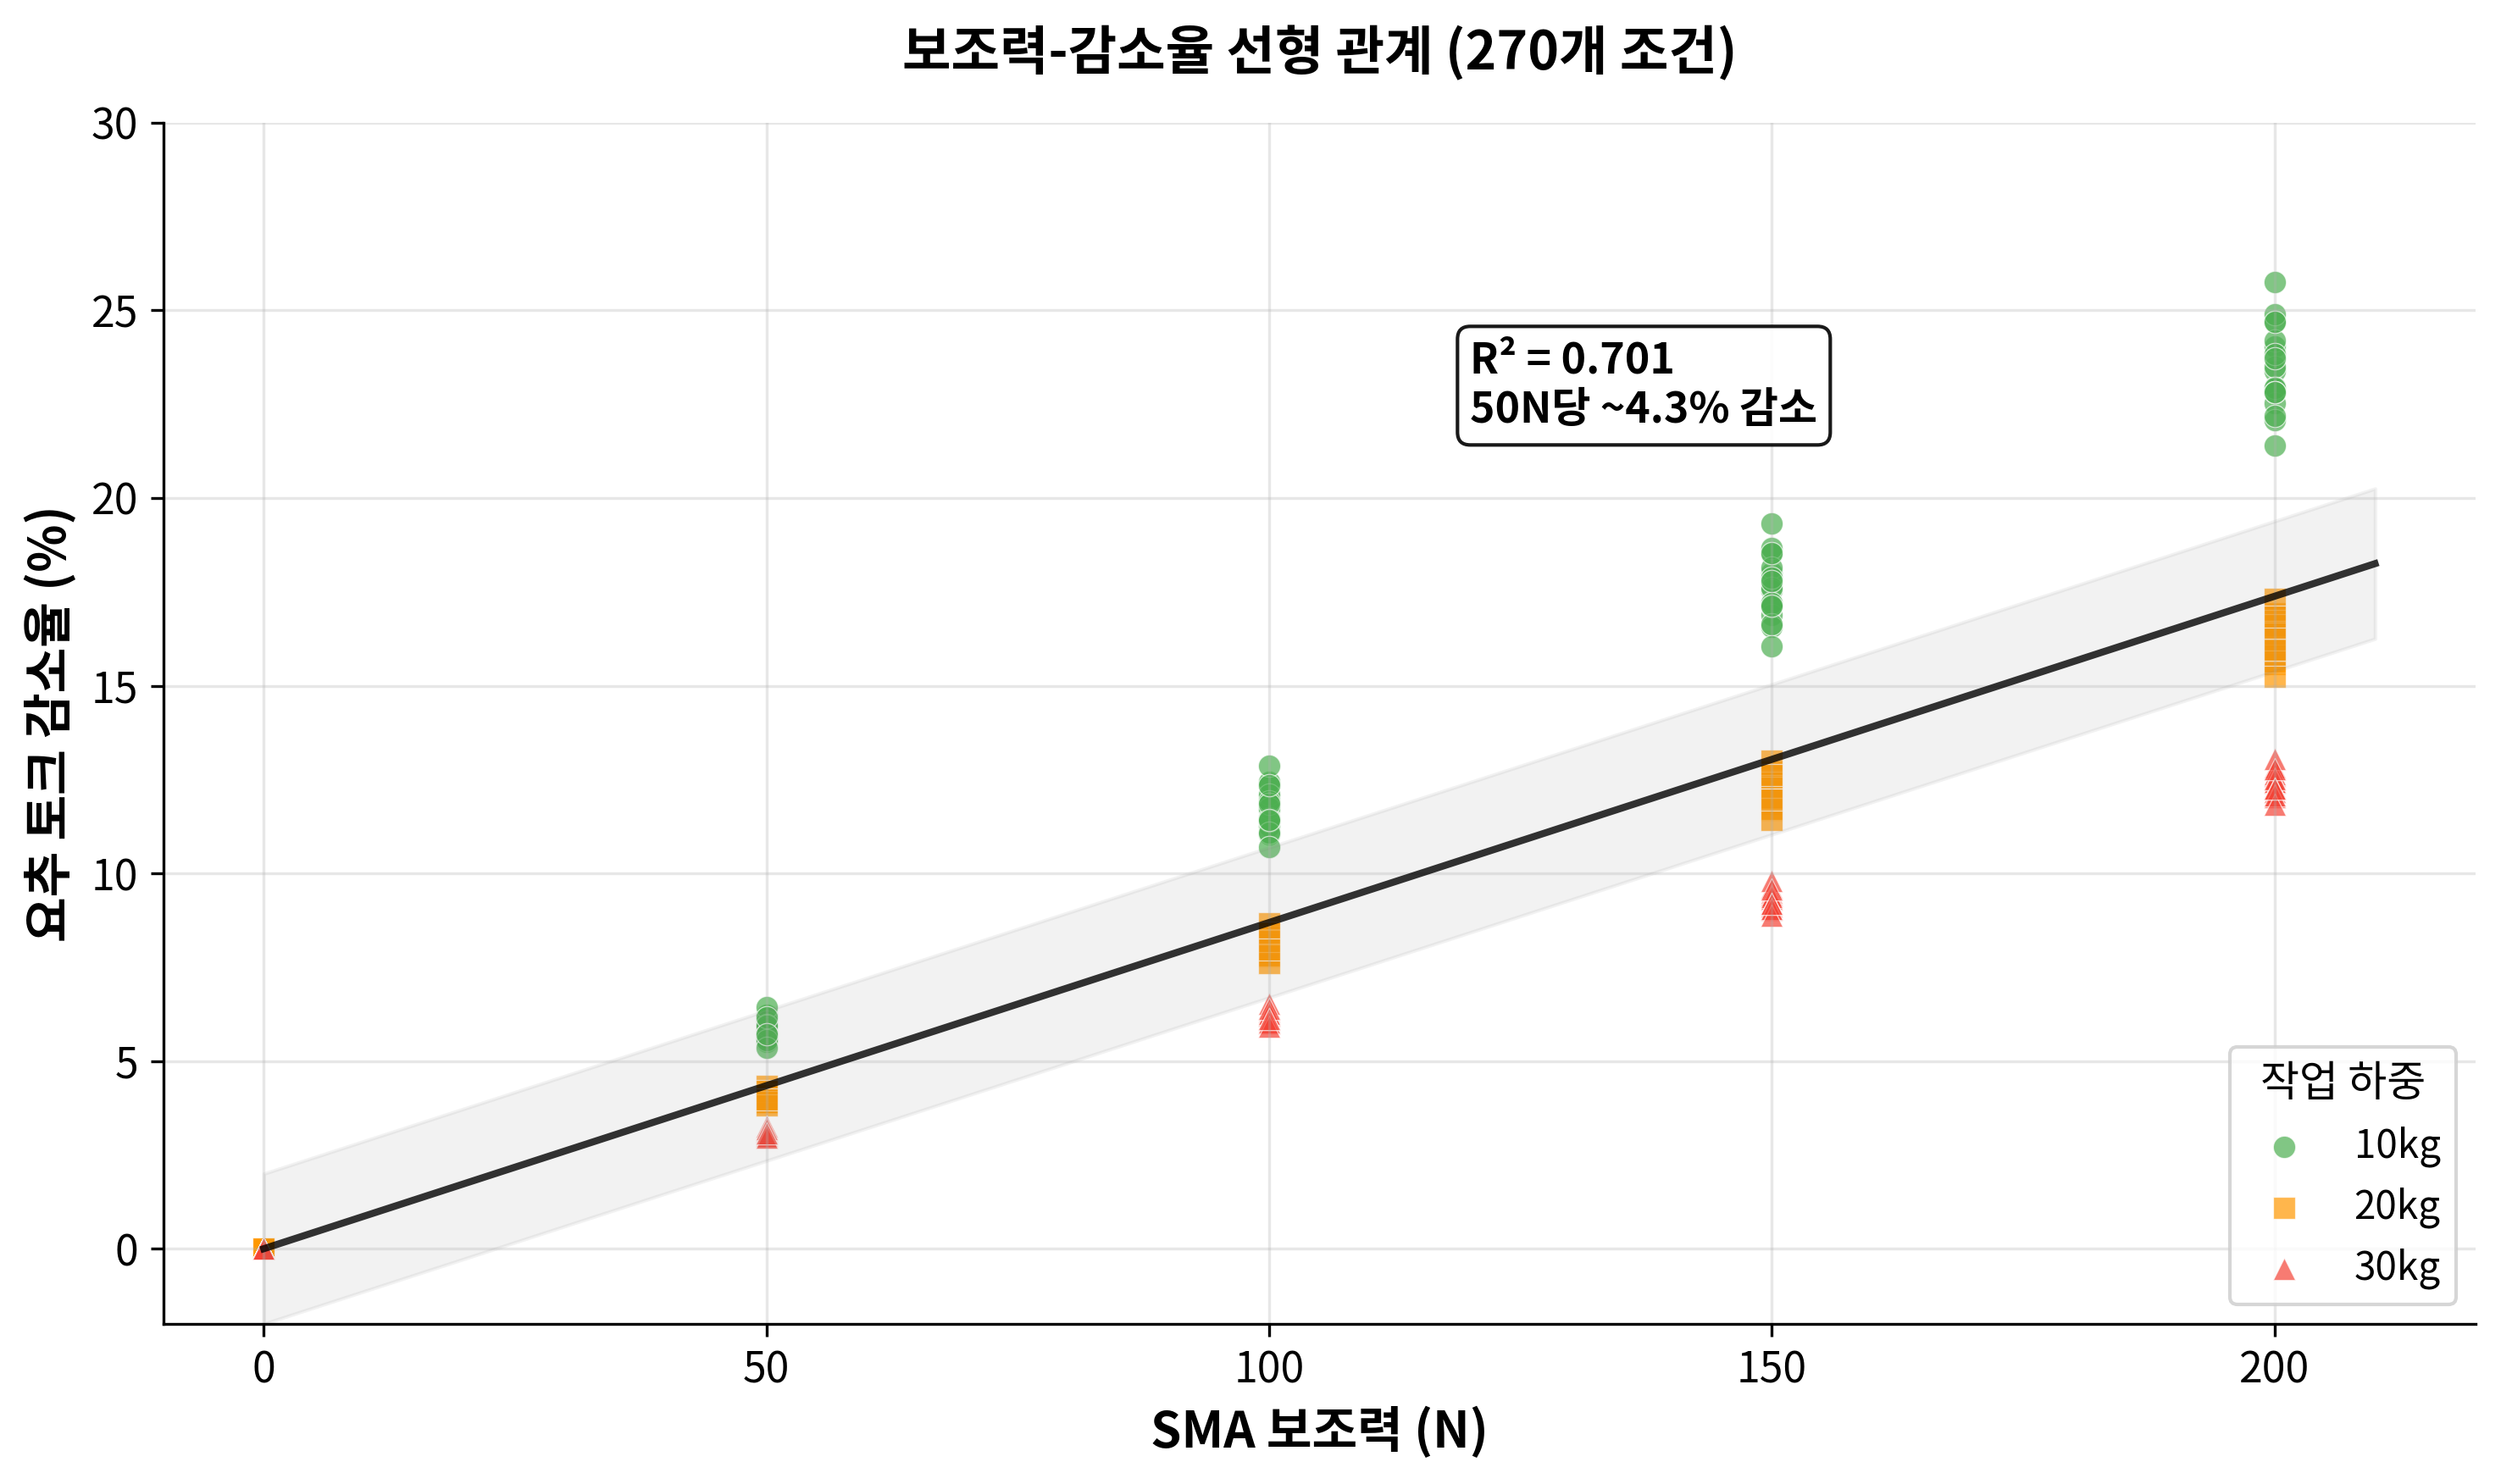 보조력-감소율 선형 관계 (270개 조건)
30
25
20
15
10
5
0
요추 토크 감소율 (%)
R² = 0.701
50N당 ~4.3% 감소
작업 하중
10kg
20kg
30kg
0 50 100 150 200
SMA 보조력 (N)